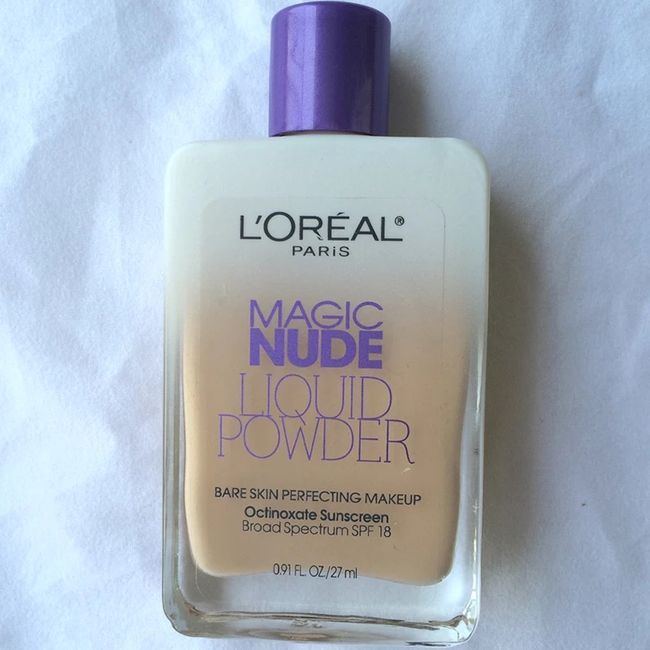 L'ORÉAL®
PARiS
MAGIC
NUDE
LIQUID
POWDER
BARE SKIN PERFECTING MAKEUP
Octinoxate Sunscreen
Broad Spectrum SPF 18
0.91 FL. OZ./27 ml